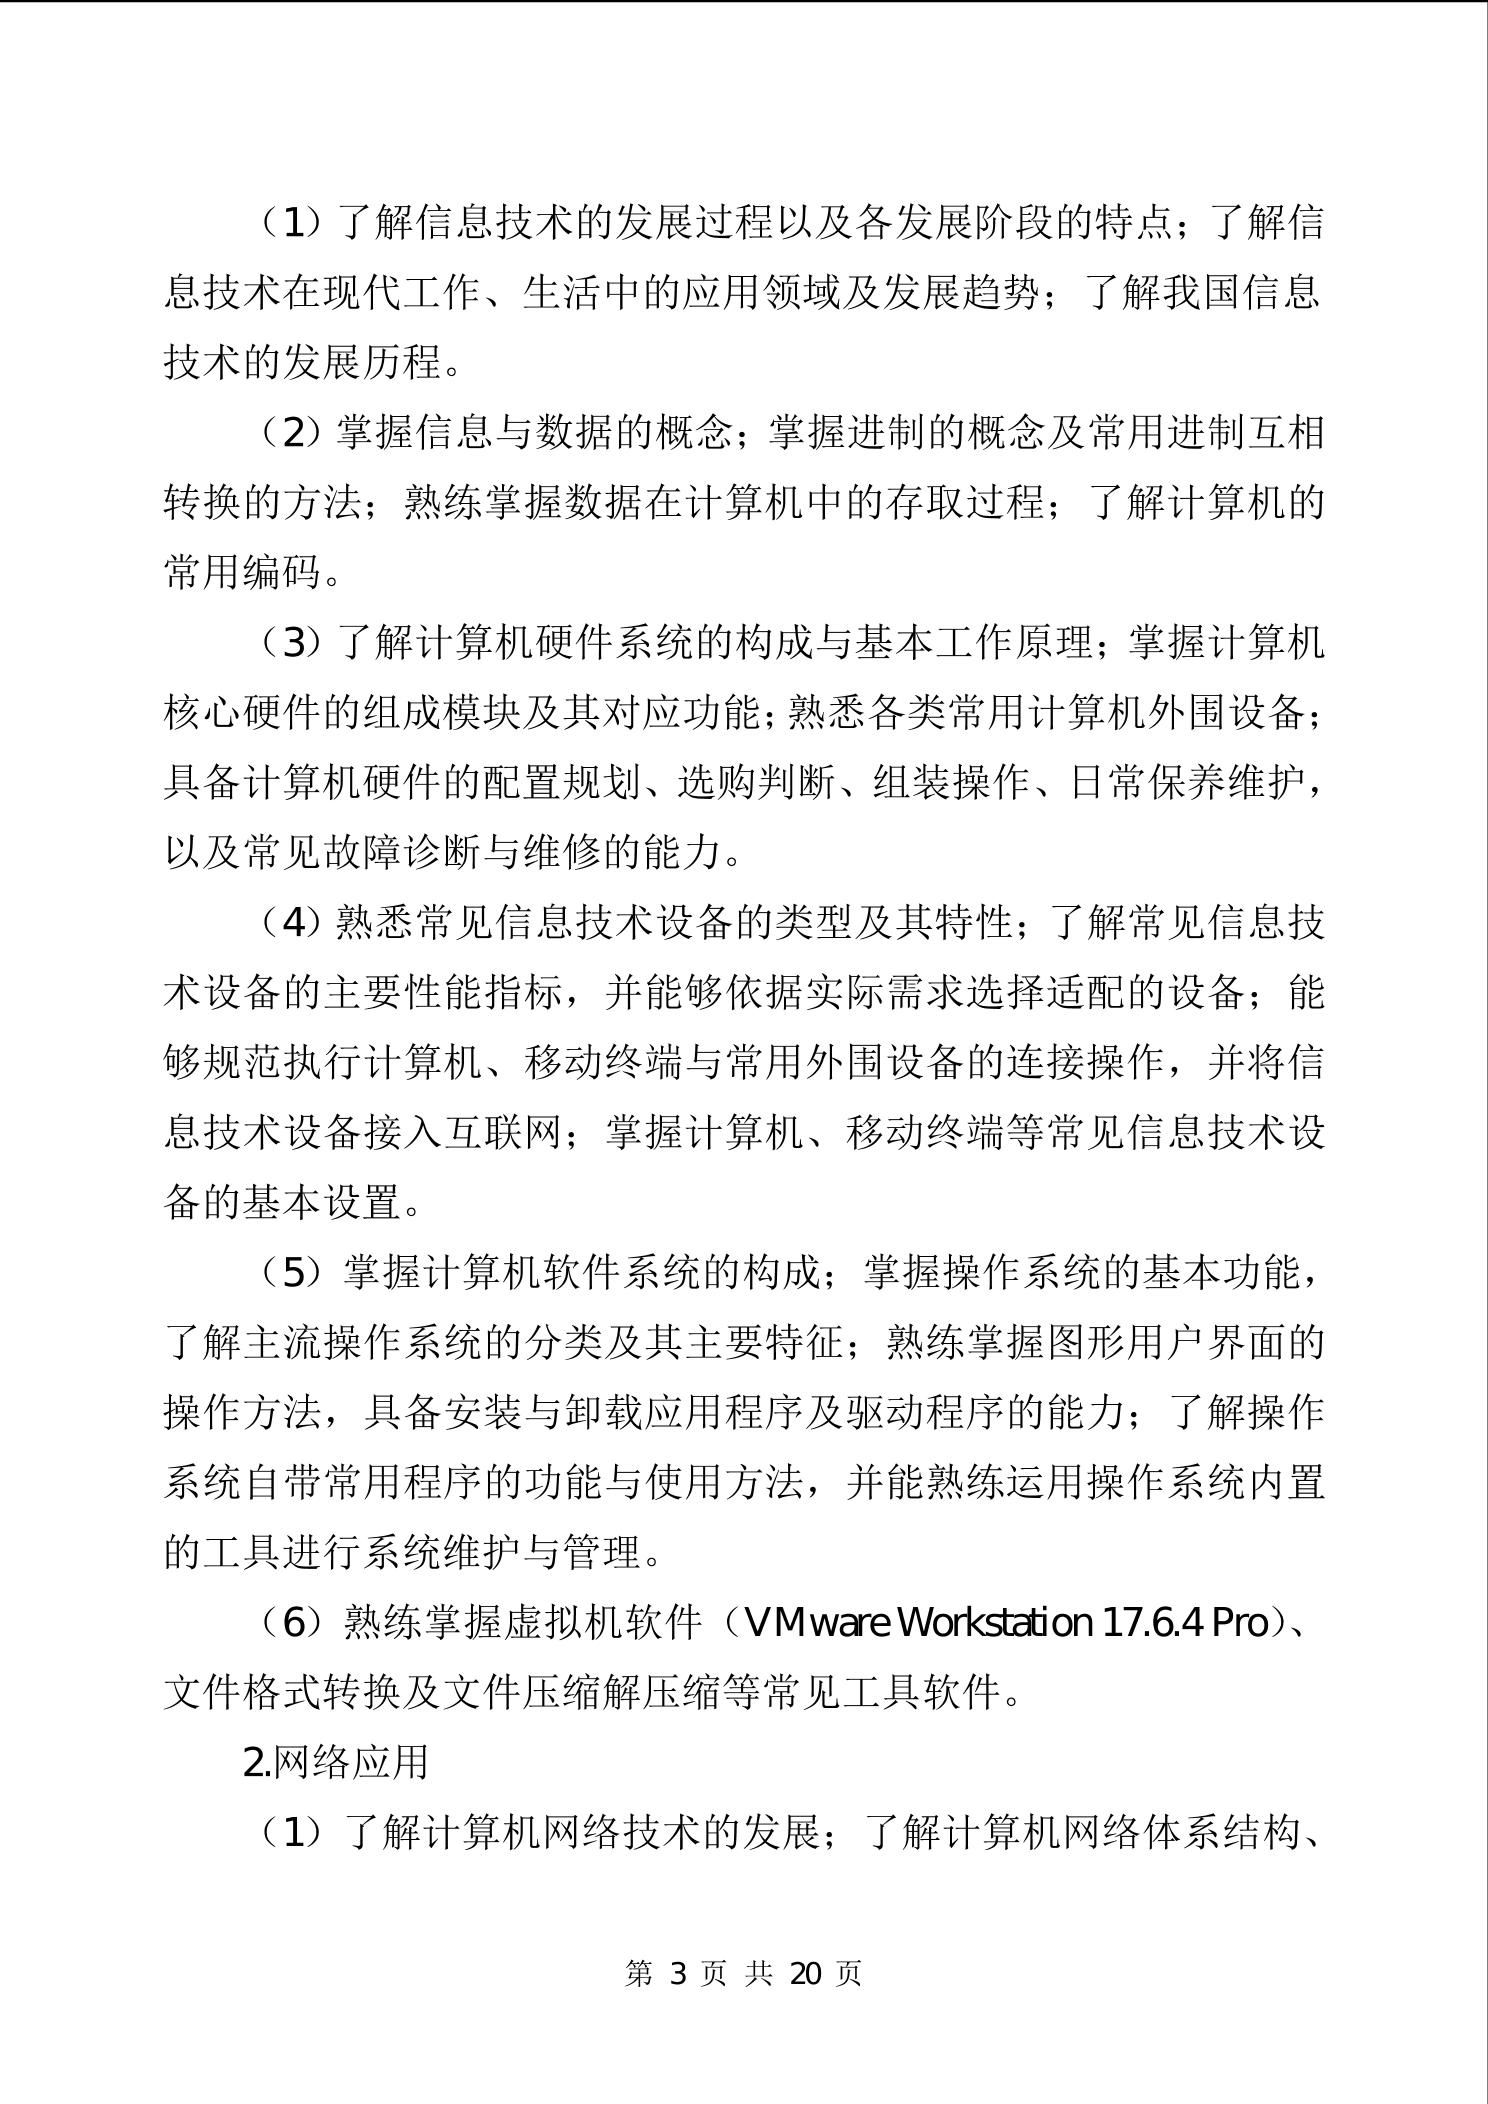 （1）了解信息技术的发展过程以及各发展阶段的特点；了解信
息技术在现代工作、生活中的应用领域及发展趋势；了解我国信息
技术的发展历程。
（2）掌握信息与数据的概念；掌握进制的概念及常用进制互相
转换的方法；熟练掌握数据在计算机中的存取过程；了解计算机的
常用编码。
（3）了解计算机硬件系统的构成与基本工作原理；掌握计算机
核心硬件的组成模块及其对应功能；熟悉各类常用计算机外围设备；
具备计算机硬件的配置规划、选购判断、组装操作、日常保养维护，
以及常见故障诊断与维修的能力。
（4）熟悉常见信息技术设备的类型及其特性；了解常见信息技
术设备的主要性能指标，并能够依据实际需求选择适配的设备；能
够规范执行计算机、移动终端与常用外围设备的连接操作，并将信
息技术设备接入互联网；掌握计算机、移动终端等常见信息技术设
备的基本设置。
（5）掌握计算机软件系统的构成；掌握操作系统的基本功能，
了解主流操作系统的分类及其主要特征；熟练掌握图形用户界面的
操作方法，具备安装与卸载应用程序及驱动程序的能力；了解操作
系统自带常用程序的功能与使用方法，并能熟练运用操作系统内置
的工具进行系统维护与管理。
（6）熟练掌握虚拟机软件（VMware Workstation 17.6.4 Pro）、
文件格式转换及文件压缩解压缩等常见工具软件。
2.网络应用
（1）了解计算机网络技术的发展；了解计算机网络体系结构、
第 3 页 共 20 页